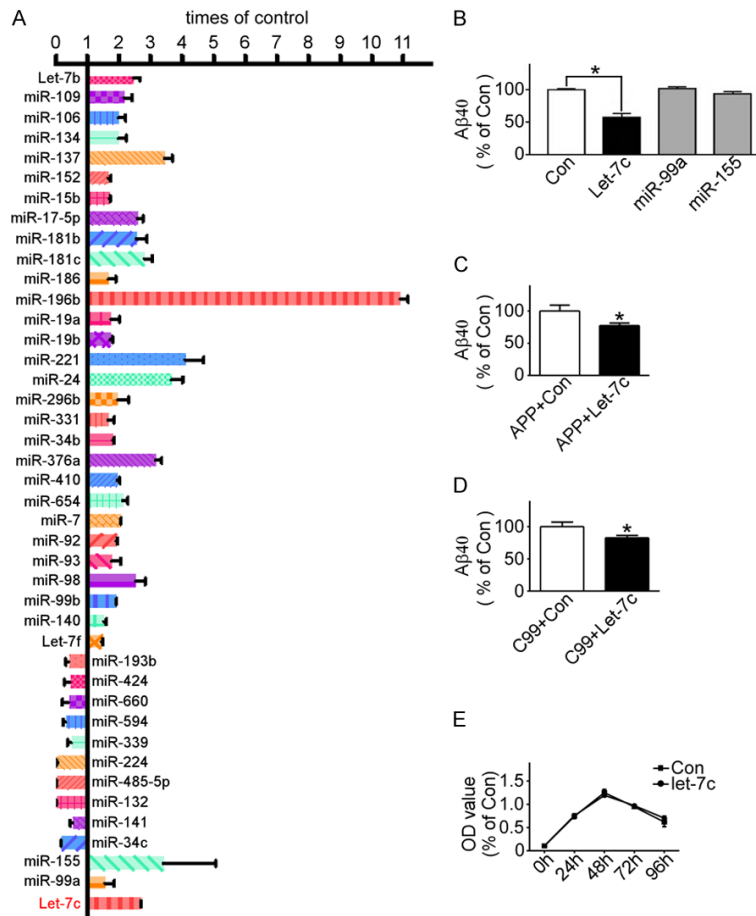 A
times of control
0 1 2 3 4 5 6 7 8 9 10 11
Let-7b
miR-109
miR-106
miR-134
miR-137
miR-152
miR-15b
miR-17-5p
miR-181b
miR-181c
miR-186
miR-196b
miR-19a
miR-19b
miR-221
miR-24
miR-296b
miR-331
miR-34b
miR-376a
miR-410
miR-654
miR-7
miR-92
miR-93
miR-98
miR-99b
miR-140
Let-7f
miR-193b
miR-424
miR-660
miR-594
miR-339
miR-224
miR-485-5p
miR-132
miR-141
miR-34c
miR-155
miR-99a
Let-7c
B
Aβ40
( % of Con )
150
100
50
0
*
Con
Let-7c
miR-99a
miR-155
C
Aβ40
( % of Con )
150
100
50
0
*
APP+Con
APP+Let-7c
D
Aβ40
( % of Con )
150
100
50
0
*
C99+Con
C99+Let-7c
E
OD value
(% of Con)
1.5
1.0
0.5
0
Con
let-7c
0h
24h
48h
72h
96h